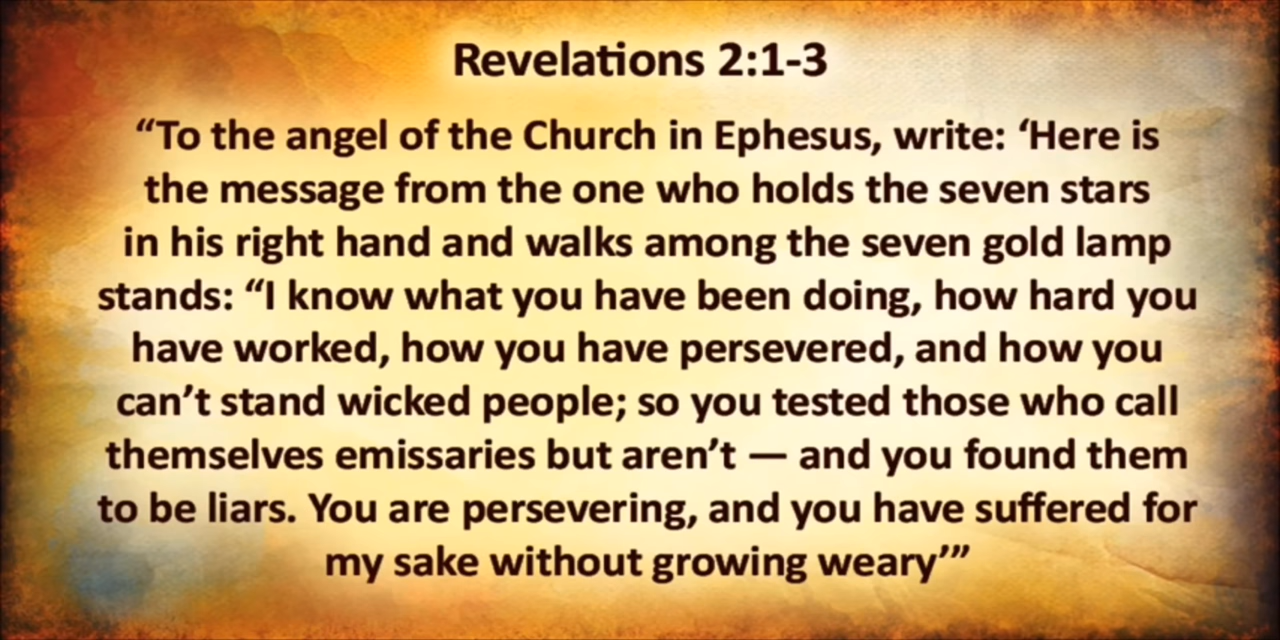 Revelations 2:1-3
“To the angel of the Church in Ephesus, write: ‘Here is
the message from the one who holds the seven stars
in his right hand and walks among the seven gold lamp
stands: “I know what you have been doing, how hard you
have worked, how you have persevered, and how you
can’t stand wicked people; so you tested those who call
themselves emissaries but aren’t — and you found them
to be liars. You are persevering, and you have suffered for
my sake without growing weary’”